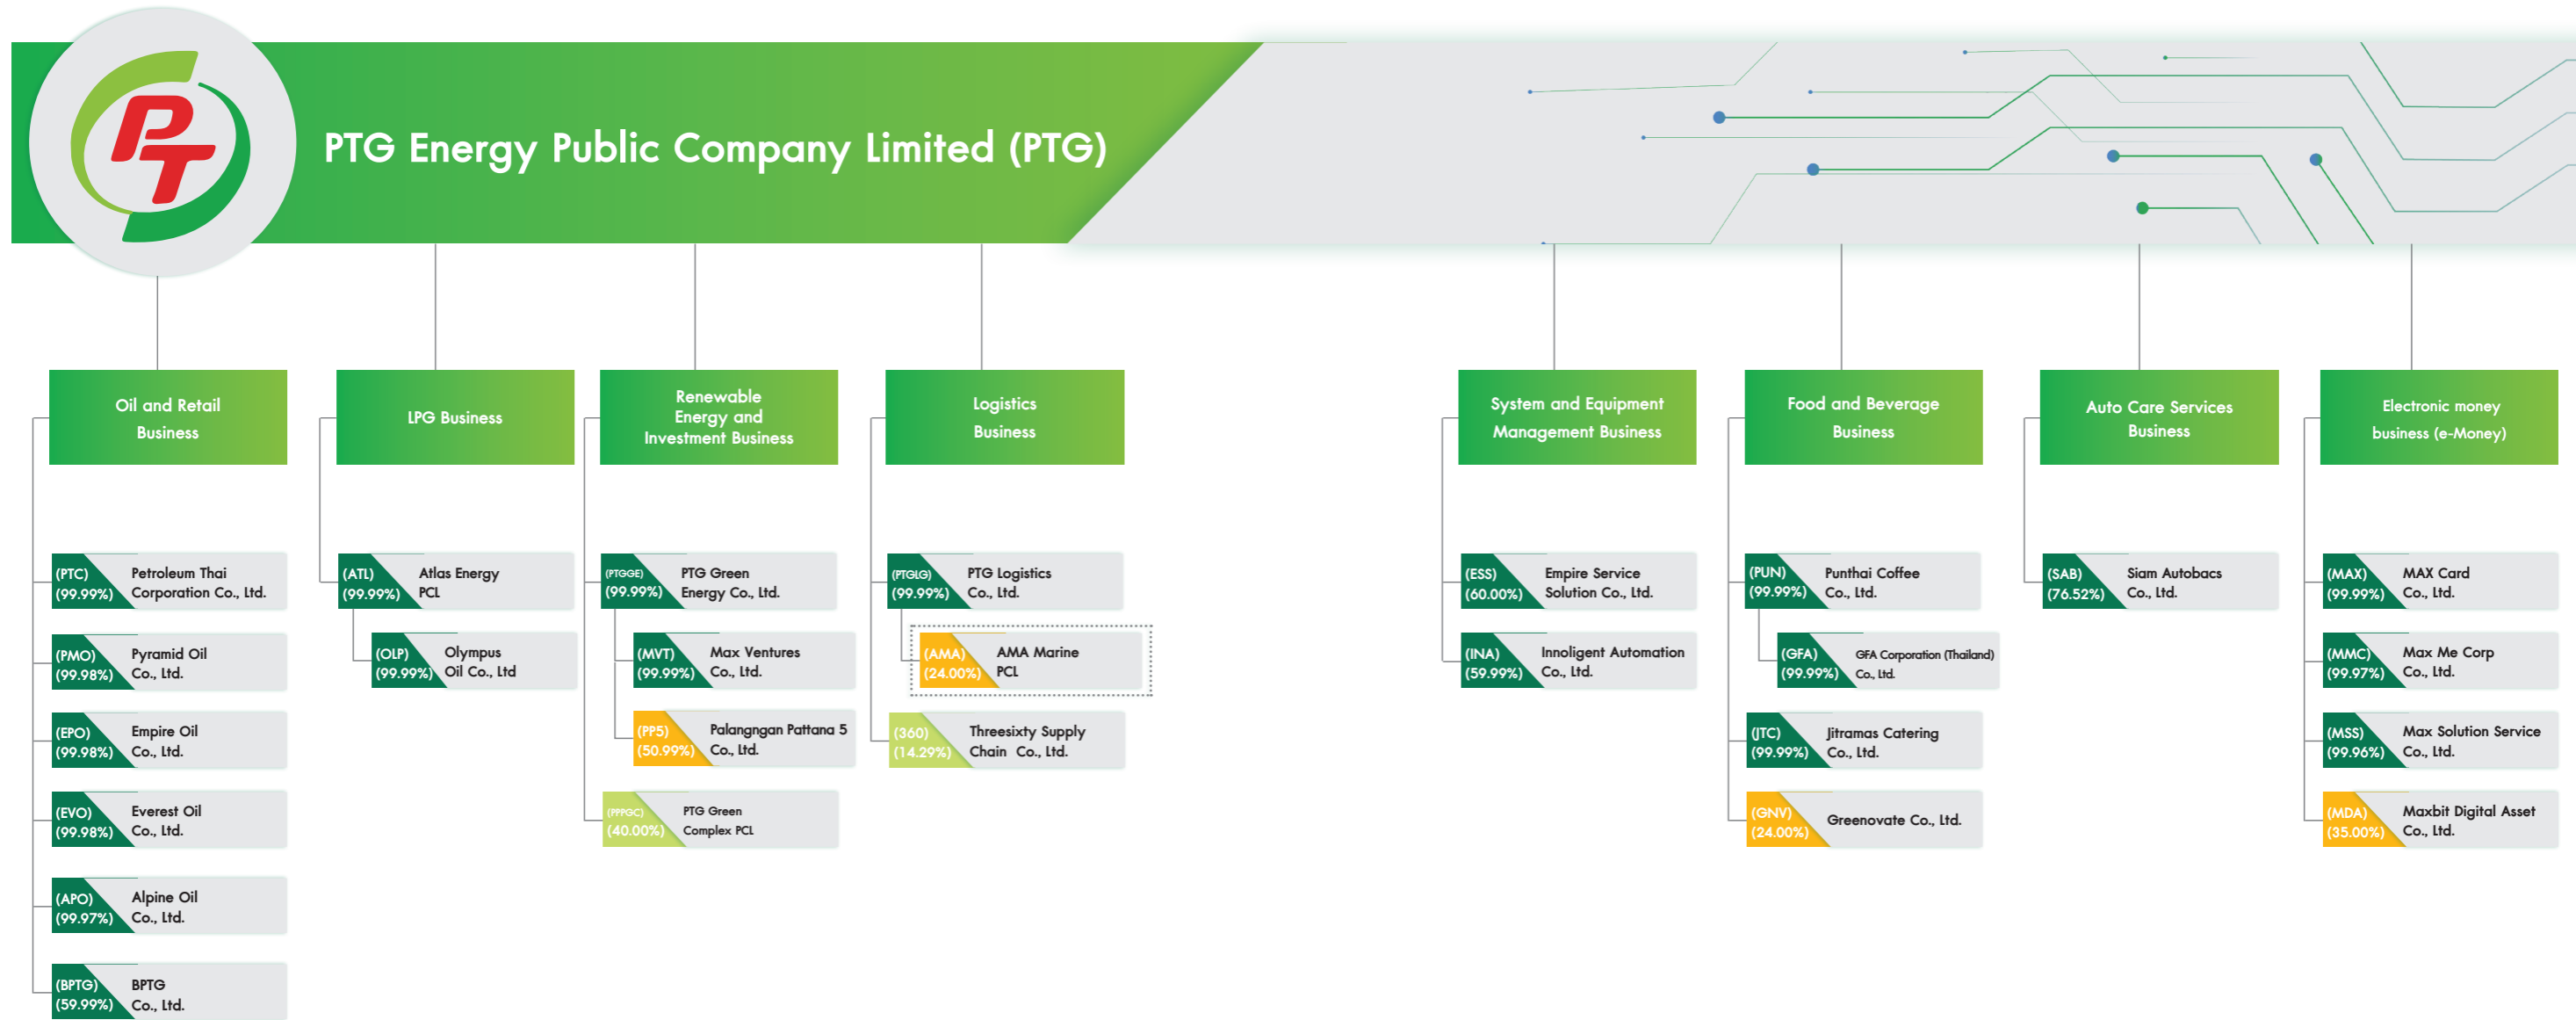 PT
PTG Energy Public Company Limited (PTG)
Oil and Retail
Business
(PTC)
(99.99%)
Petroleum Thai
Corporation Co., Ltd.
(PMO)
(99.98%)
Pyramid Oil
Co., Ltd.
(EPO)
(99.98%)
Empire Oil
Co., Ltd.
(EVO)
(99.98%)
Everest Oil
Co., Ltd.
(APO)
(99.97%)
Alpine Oil
Co., Ltd.
(BPTG)
(59.99%)
BPTG
Co., Ltd.
LPG Business
(ATL)
(99.99%)
Atlas Energy
PCL
(OLP)
(99.99%)
Olympus
Oil Co., Ltd
Renewable
Energy and
Investment Business
(PTGGE)
(99.99%)
PTG Green
Energy Co., Ltd.
(MVT)
(99.99%)
Max Ventures
Co., Ltd.
(PP5)
(50.99%)
Palangngan Pattana 5
Co., Ltd.
(PPPGC)
(40.00%)
PTG Green
Complex PCL
Logistics
Business
(PTGLG)
(99.99%)
PTG Logistics
Co., Ltd.
(AMA)
(24.00%)
AMA Marine
PCL
(360)
(14.29%)
Threesixty Supply
Chain Co., Ltd.
System and Equipment
Management Business
(ESS)
(60.00%)
Empire Service
Solution Co., Ltd.
(INA)
(59.99%)
Innoligent Automation
Co., Ltd.
Food and Beverage
Business
(PUN)
(99.99%)
Punthai Coffee
Co., Ltd.
(GFA)
(99.99%)
GFA Corporation (Thailand)
Co., Ltd.
(JTC)
(99.99%)
Jitramas Catering
Co., Ltd.
(GNV)
(24.00%)
Greenovate Co., Ltd.
Auto Care Services
Business
(SAB)
(76.52%)
Siam Autobacs
Co., Ltd.
Electronic money
business (e-Money)
(MAX)
(99.99%)
MAX Card
Co., Ltd.
(MMC)
(99.97%)
Max Me Corp
Co., Ltd.
(MSS)
(99.96%)
Max Solution Service
Co., Ltd.
(MDA)
(35.00%)
Maxbit Digital Asset
Co., Ltd.